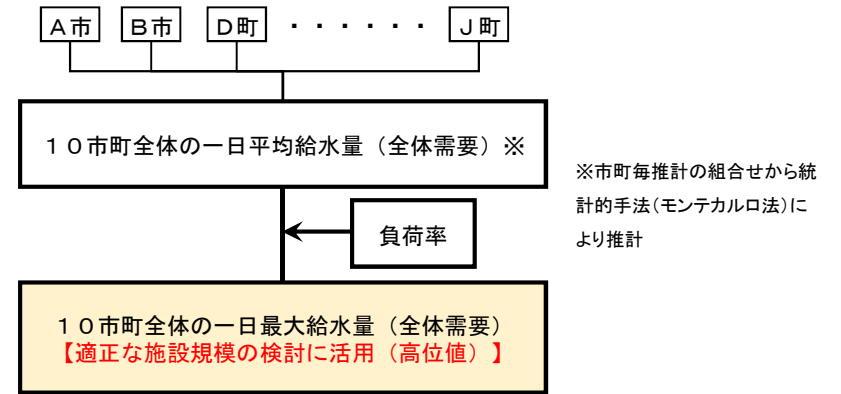 A市 B市 D町 ・・・・・・ J町
10市町全体の一日平均給水量（全体需要）※
※市町毎推計の組合せから統
計的手法（モンテカルロ法）に
より推計
負荷率
10市町全体の一日最大給水量（全体需要）
【適正な施設規模の検討に活用（高位値）】